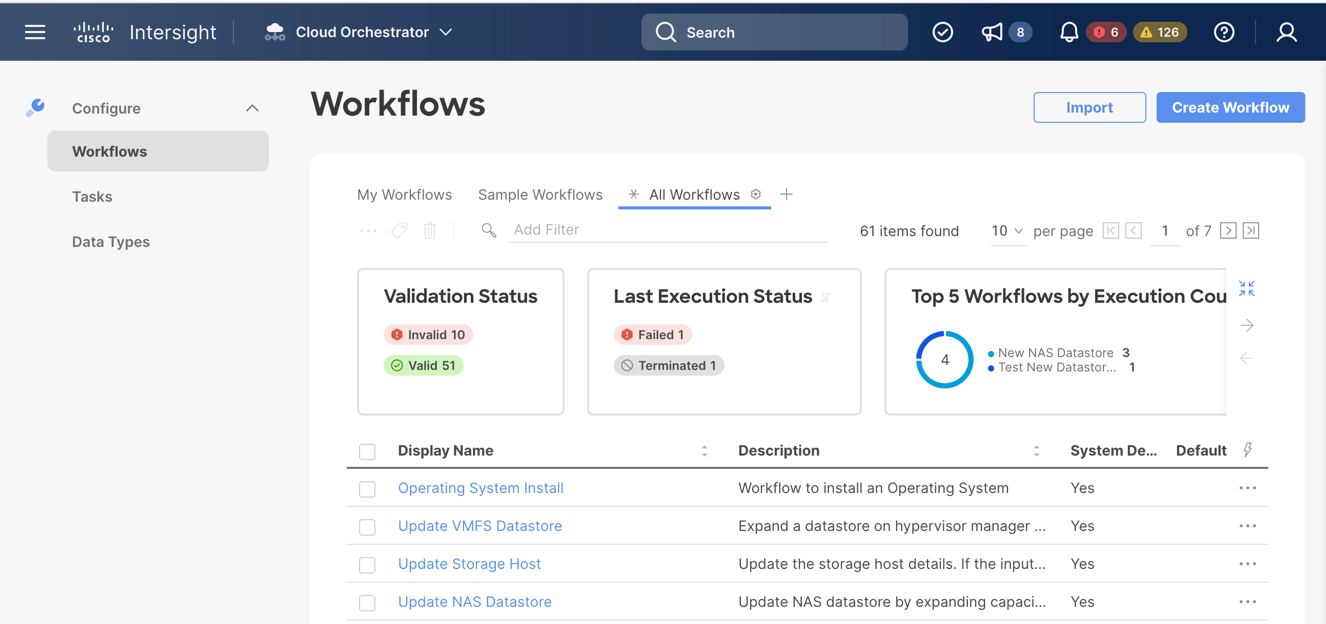 CISCO Intersight Cloud Orchestrator Search 8 6 126
Configure
Workflows
Tasks
Data Types
Workflows
Import Create Workflow
My Workflows Sample Workflows All Workflows
Add Filter 61 items found 10 per page 1 of 7
Validation Status
Invalid 10
Valid 51
Last Execution Status
Failed 1
Terminated 1
Top 5 Workflows by Execution Cou
4
New NAS Datastore 3
Test New Datastor... 1
Display Name Description System De... Default
Operating System Install Workflow to install an Operating System Yes
Update VMFS Datastore Expand a datastore on hypervisor manager ... Yes
Update Storage Host Update the storage host details. If the input... Yes
Update NAS Datastore Update NAS datastore by expanding capaci... Yes